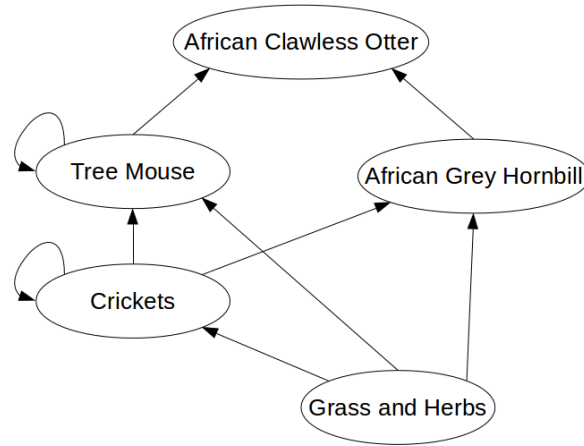 African Clawless Otter
Tree Mouse
African Grey Hornbill
Crickets
Grass and Herbs